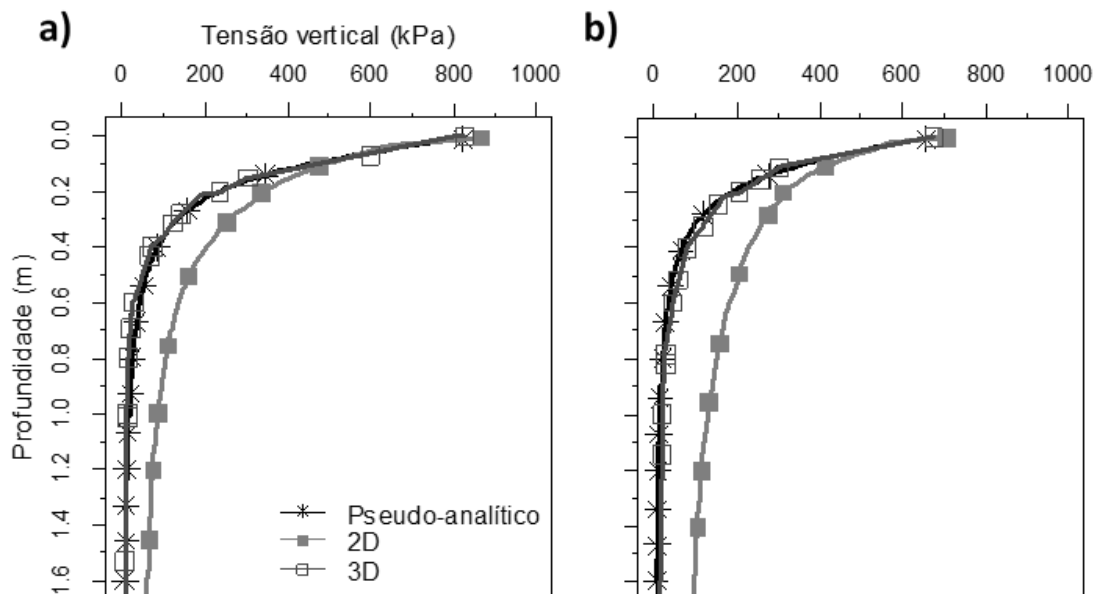 a)
Tensão vertical (kPa)
b)
0 200 400 600 800 1000
0 200 400 600 800 1000
Profundidade (m)
0.0
0.2
0.4
0.6
0.8
1.0
1.2
1.4
1.6
Pseudo-analítico
2D
3D